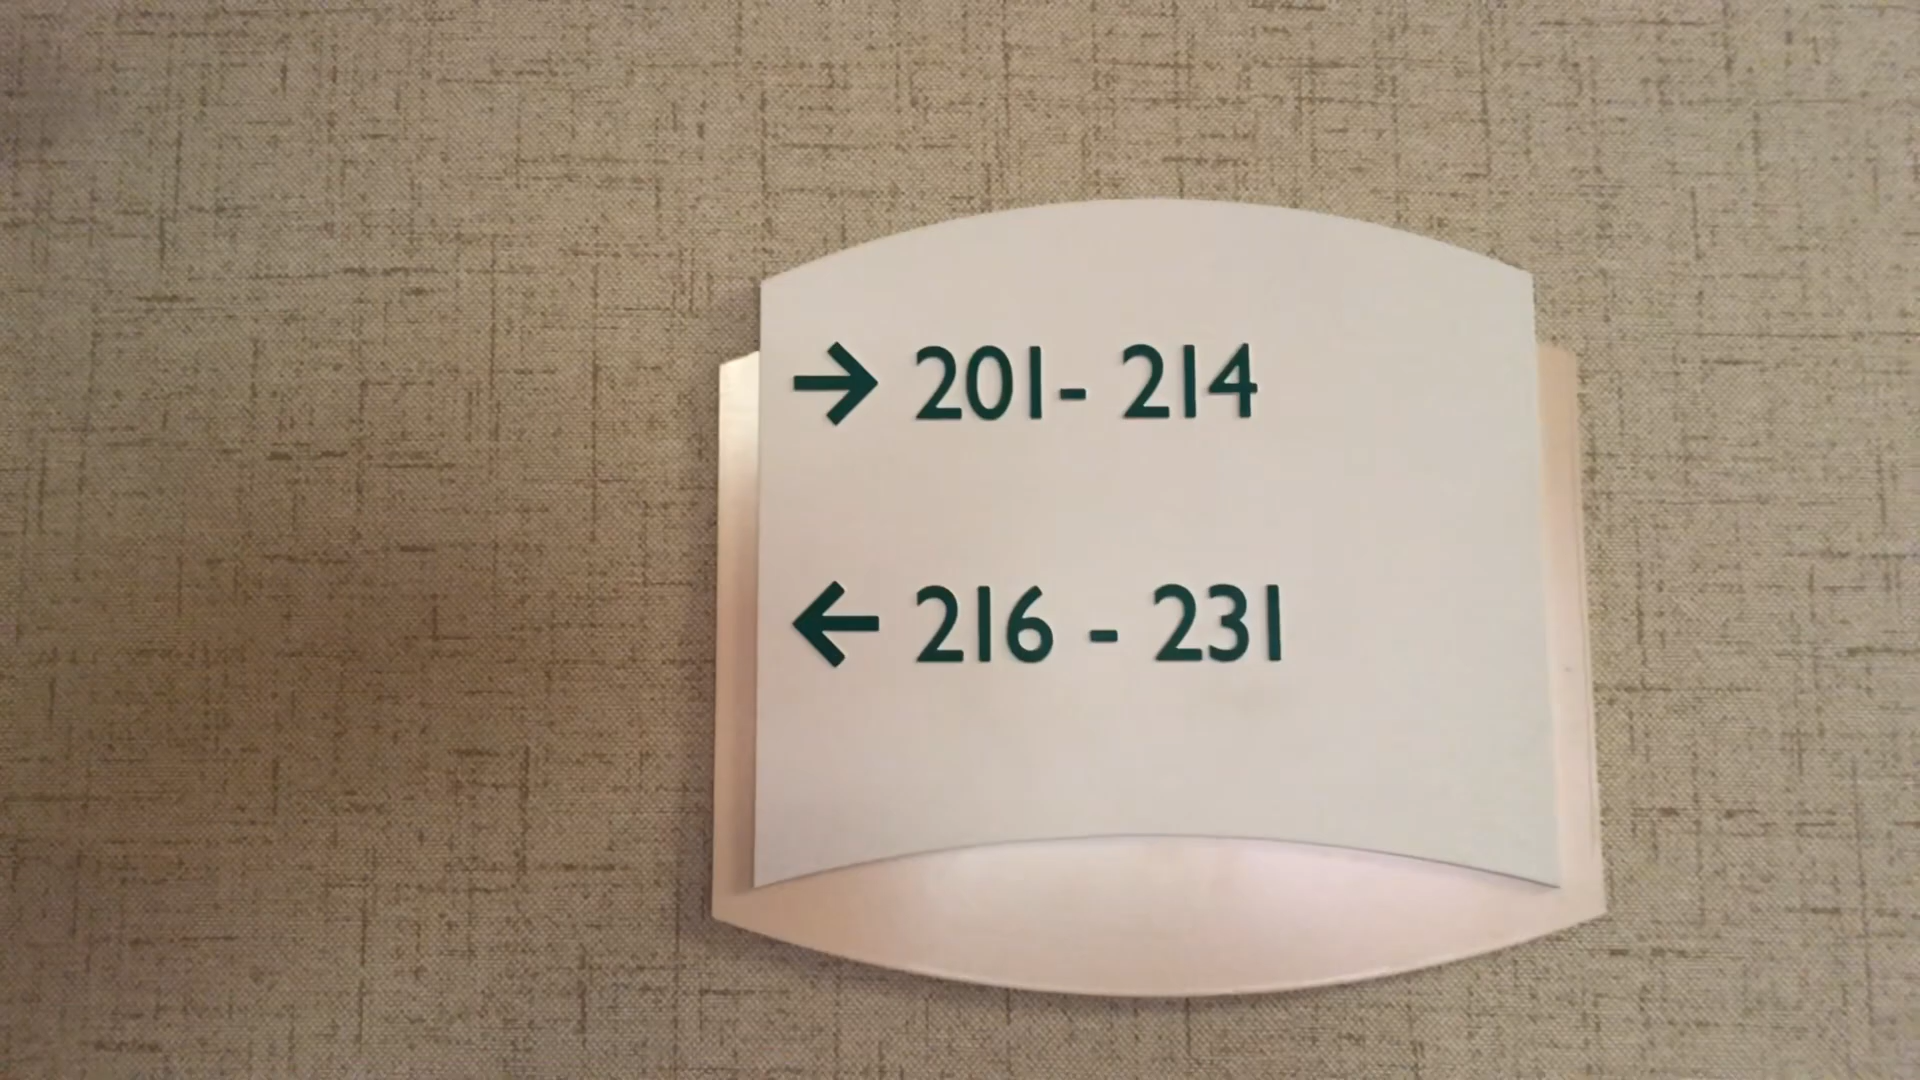 → 201- 214
← 216 - 231